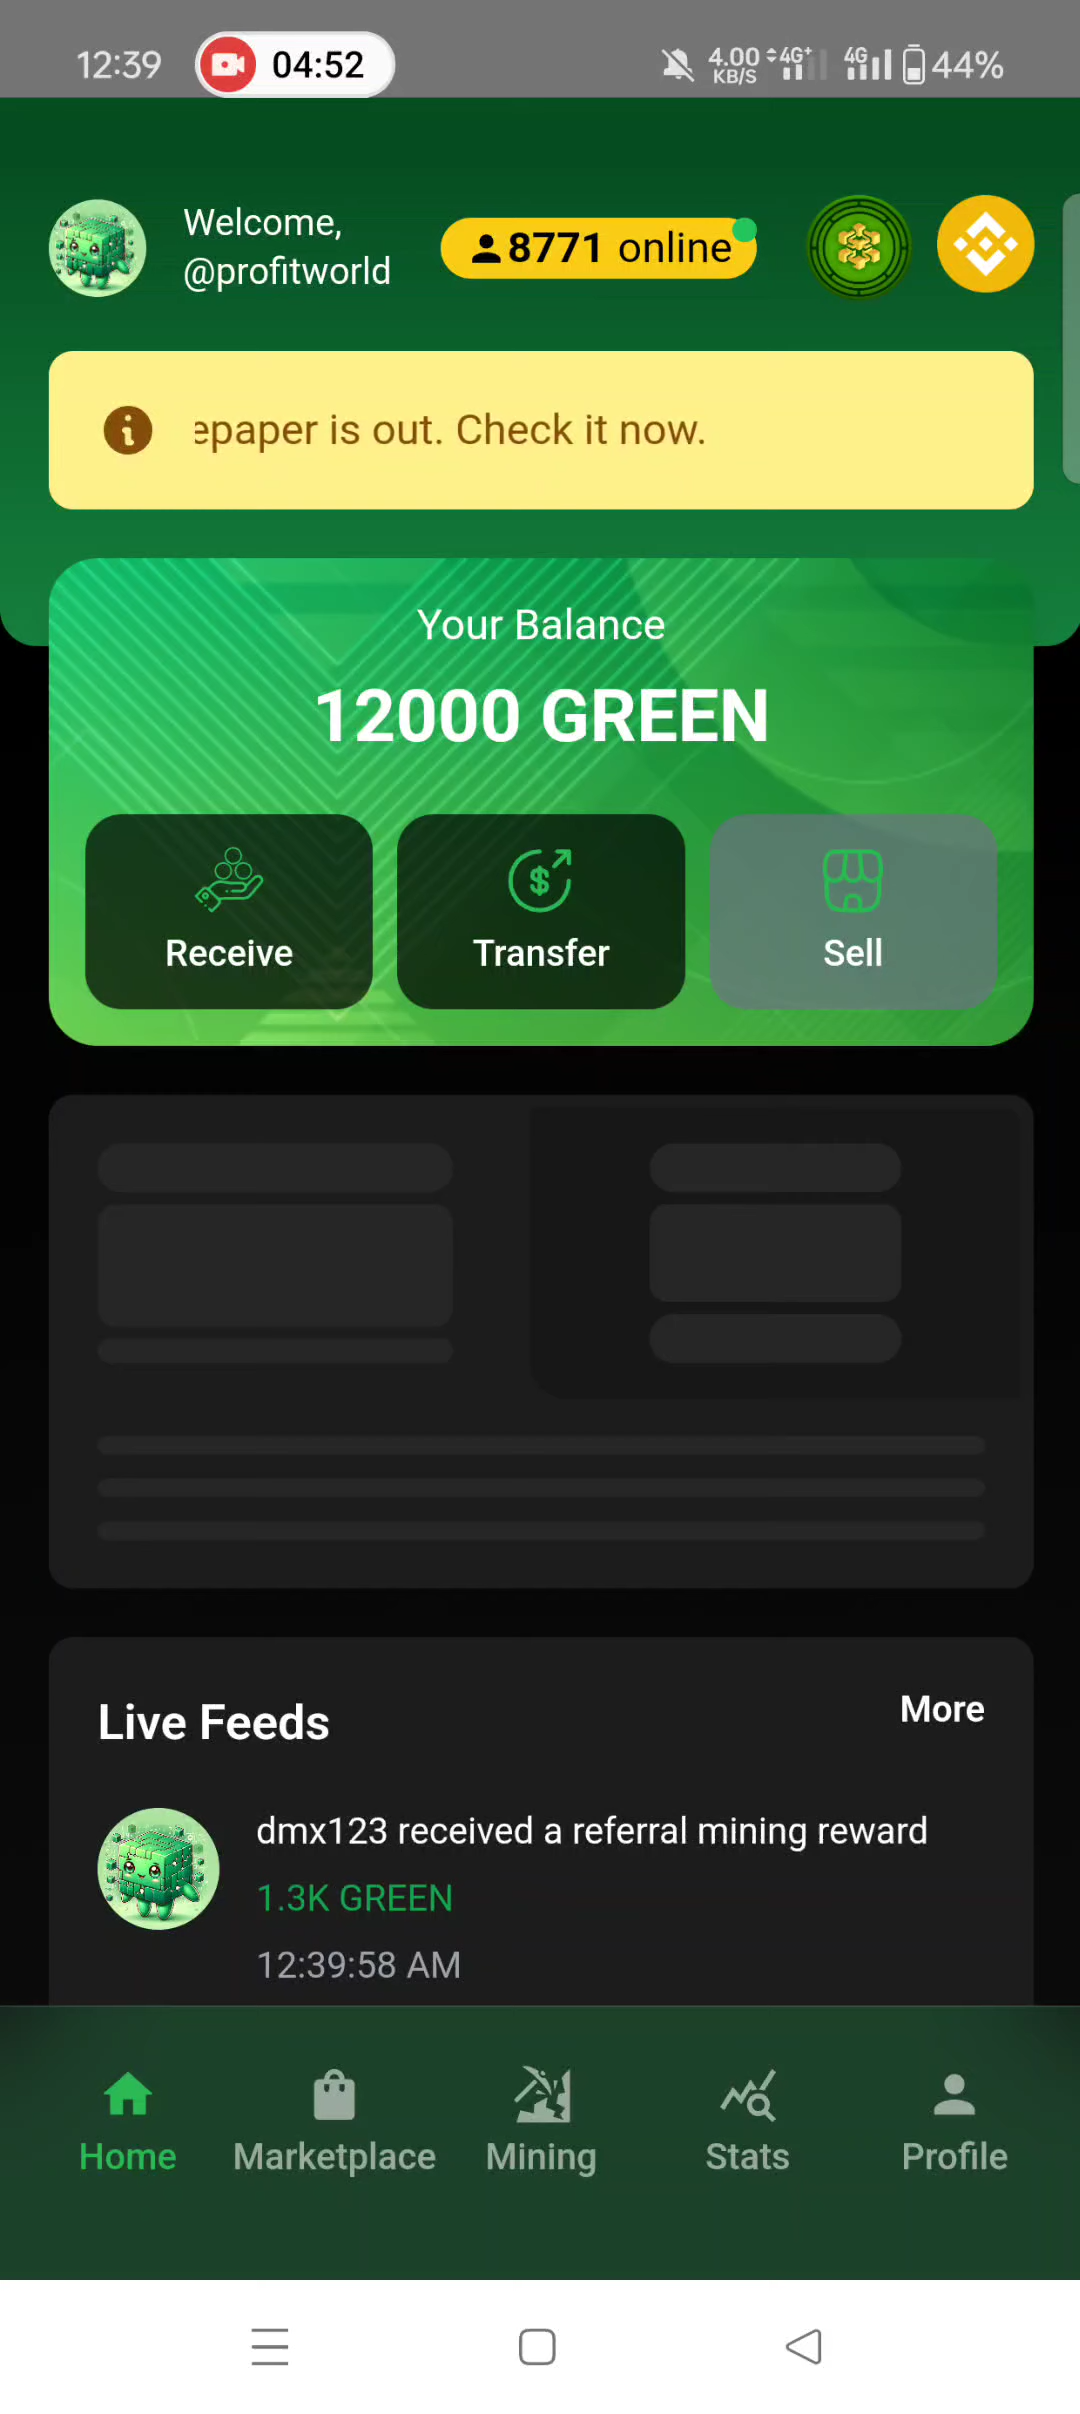 12:39
04:52
4.00 KB/S
4G+
4G
44%
Welcome,
@profitworld
8771 online
epaper is out. Check it now.
Your Balance
12000 GREEN
Receive
Transfer
Sell
Live Feeds
More
dmx123 received a referral mining reward
1.3K GREEN
12:39:58 AM
Home
Marketplace
Mining
Stats
Profile